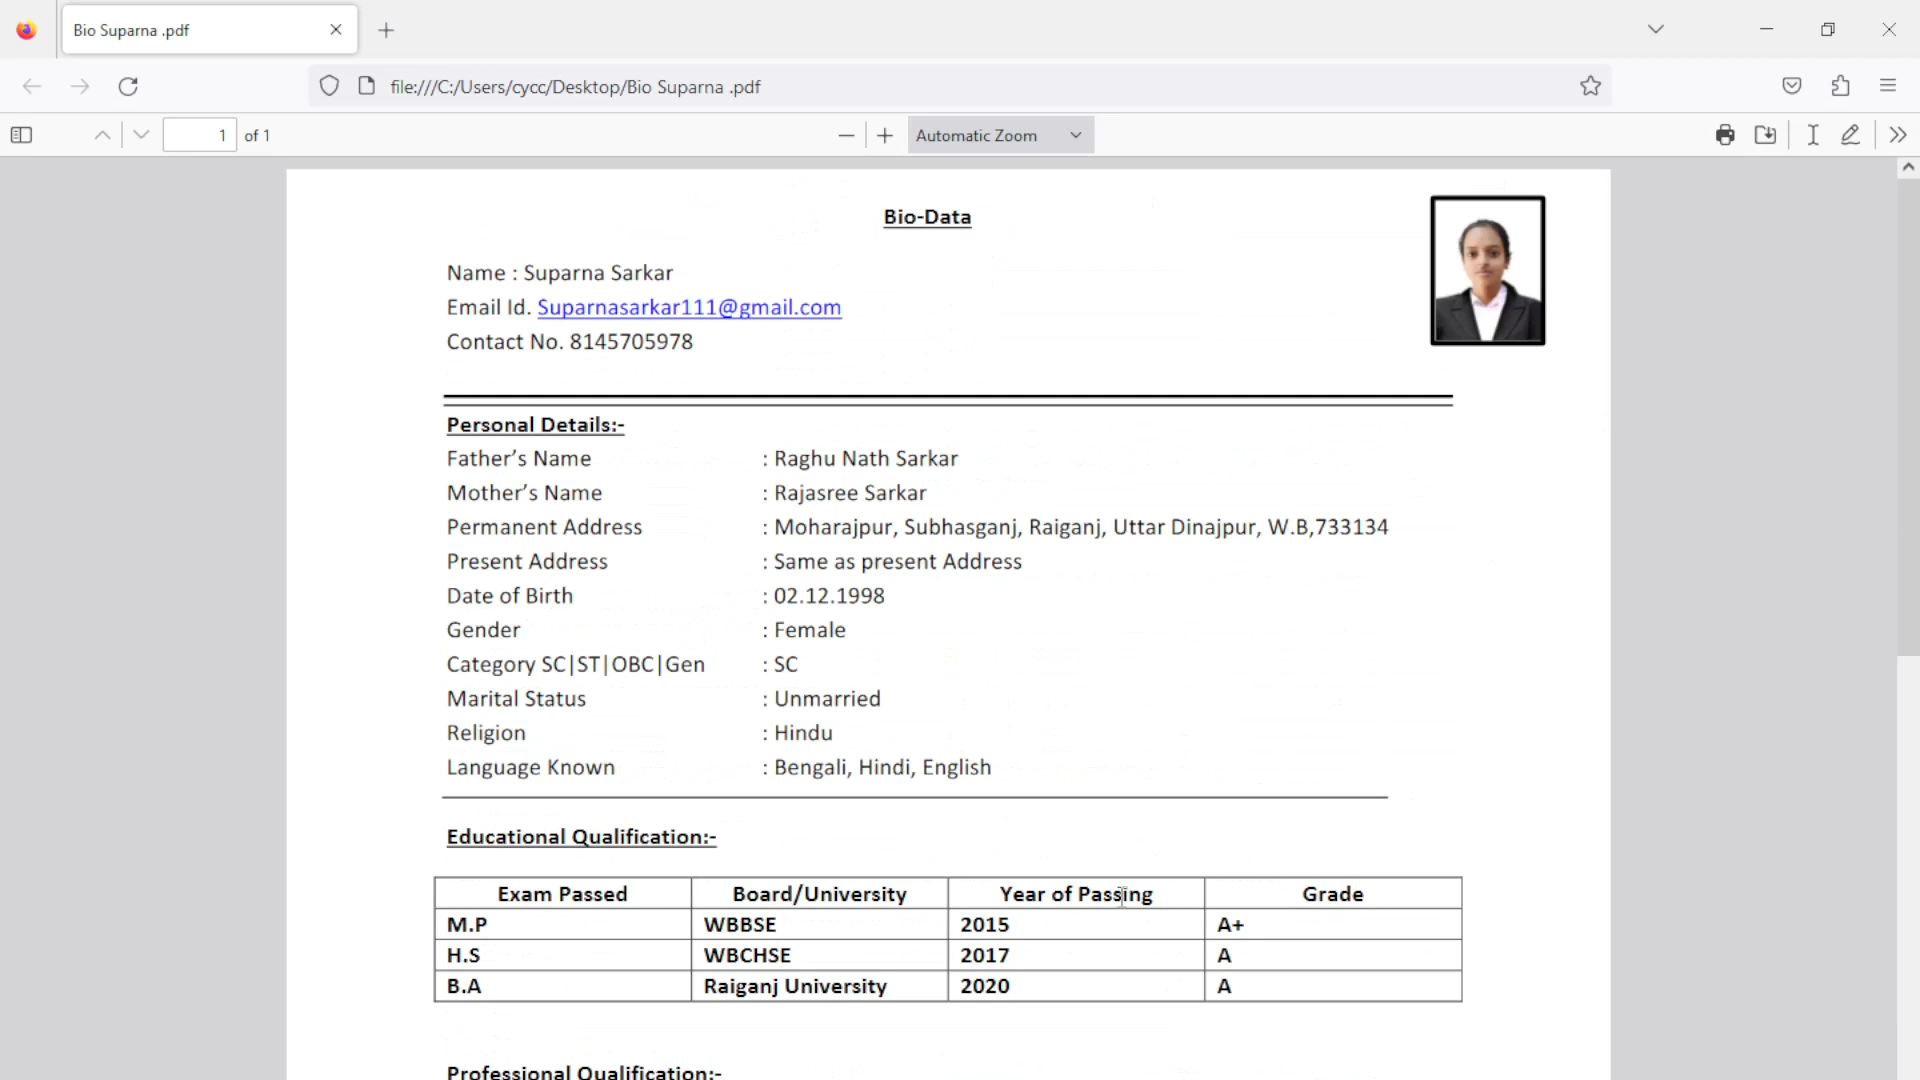 Bio Suparna .pdf
file:///C:/Users/cycc/Desktop/Bio Suparna .pdf
1 of 1
Automatic Zoom
Bio-Data
Name : Suparna Sarkar
Email Id. Suparnasarkar111@gmail.com
Contact No. 8145705978
Personal Details:-
Father’s Name : Raghu Nath Sarkar
Mother’s Name : Rajasree Sarkar
Permanent Address : Moharajpur, Subhasganj, Raiganj, Uttar Dinajpur, W.B,733134
Present Address : Same as present Address
Date of Birth : 02.12.1998
Gender : Female
Category SC|ST|OBC|Gen : SC
Marital Status : Unmarried
Religion : Hindu
Language Known : Bengali, Hindi, English
Educational Qualification:-
Exam Passed Board/University Year of Passing Grade
M.P WBBSE 2015 A+
H.S WBCHSE 2017 A
B.A Raiganj University 2020 A
Professional Qualification:-